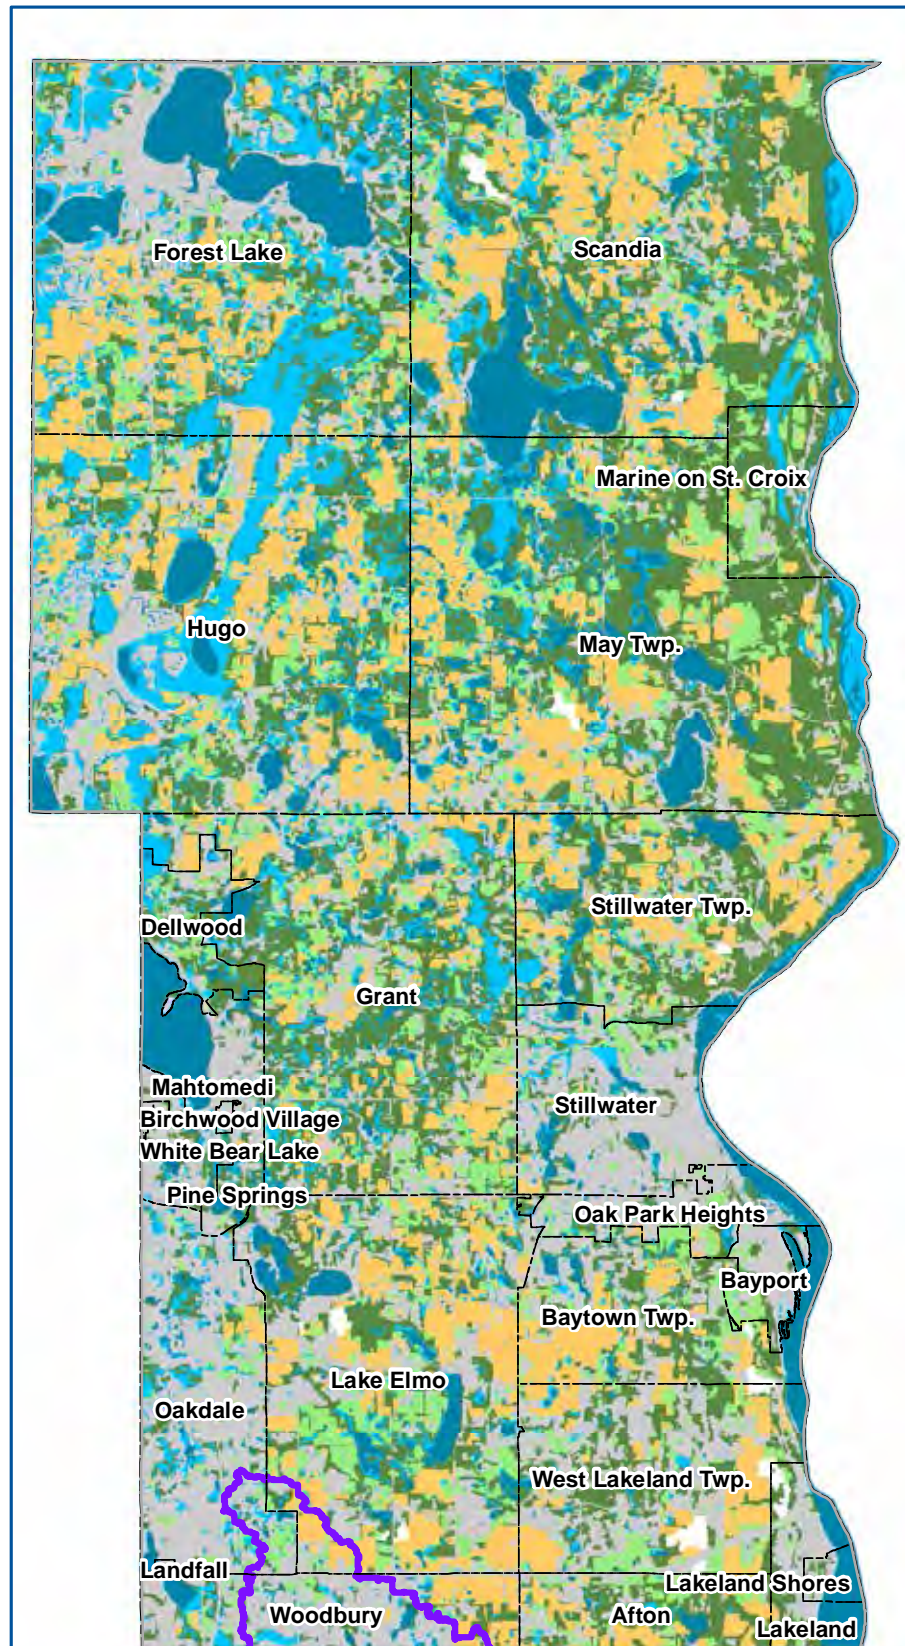 Forest Lake
Scandia
Marine on St. Croix
Hugo
May Twp.
Stillwater Twp.
Dellwood
Grant
Mahtomedi
Stillwater
Birchwood Village
White Bear Lake
Pine Springs
Oak Park Heights
Bayport
Baytown Twp.
Lake Elmo
Oakdale
West Lakeland Twp.
Landfall
Lakeland Shores
Woodbury
Afton
Lakeland